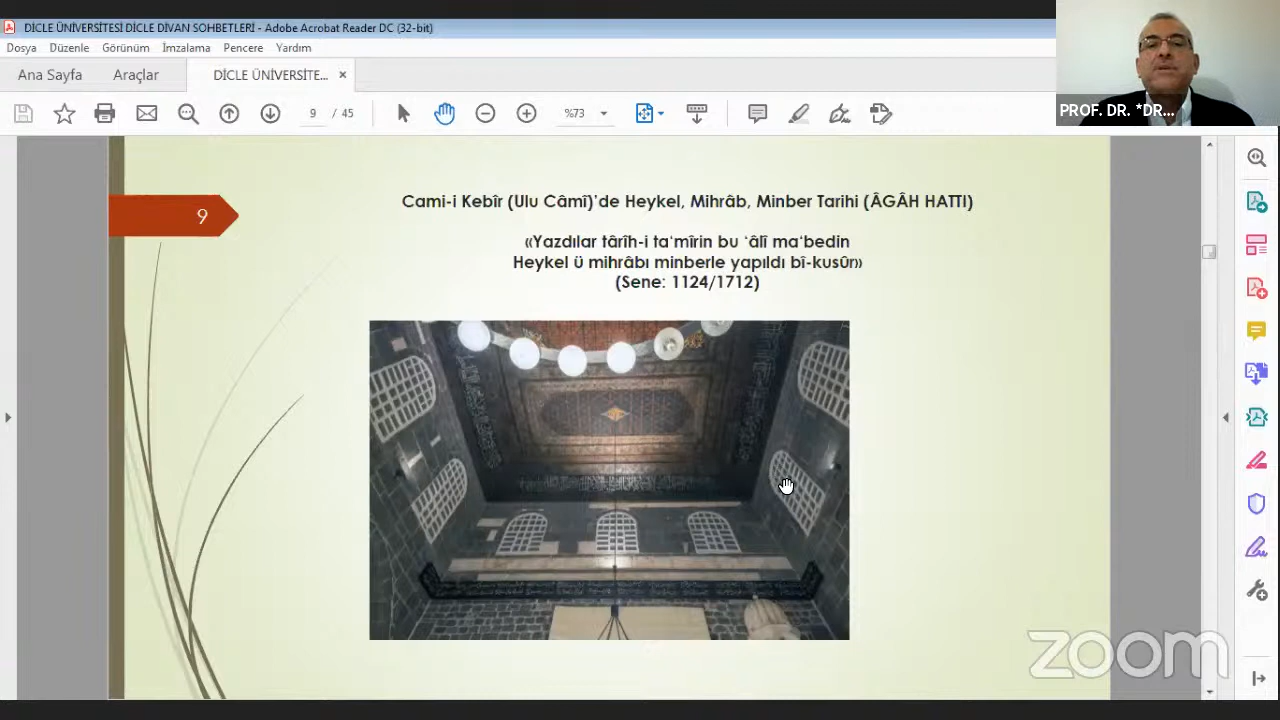 DİCLE ÜNİVERSİTESİ DİCLE DİVAN SOHBETLERİ - Adobe Acrobat Reader DC (32-bit)
Dosya Düzenle Görünüm İmzalama Pencere Yardım
Ana Sayfa Araçlar DİCLE ÜNİVERSİTE... ×
9 / 45 %73
PROF. DR. *DR...
9
Cami-i Kebîr (Ulu Câmî)’de Heykel, Mihrâb, Minber Tarihi (ÂGÂH HATTI)
«Yazdılar târîh-i ta‘mîrin bu ‘âlî ma‘bedin
Heykel ü mihrâbı minberle yapıldı bî-kusûr»
(Sene: 1124/1712)
zoom